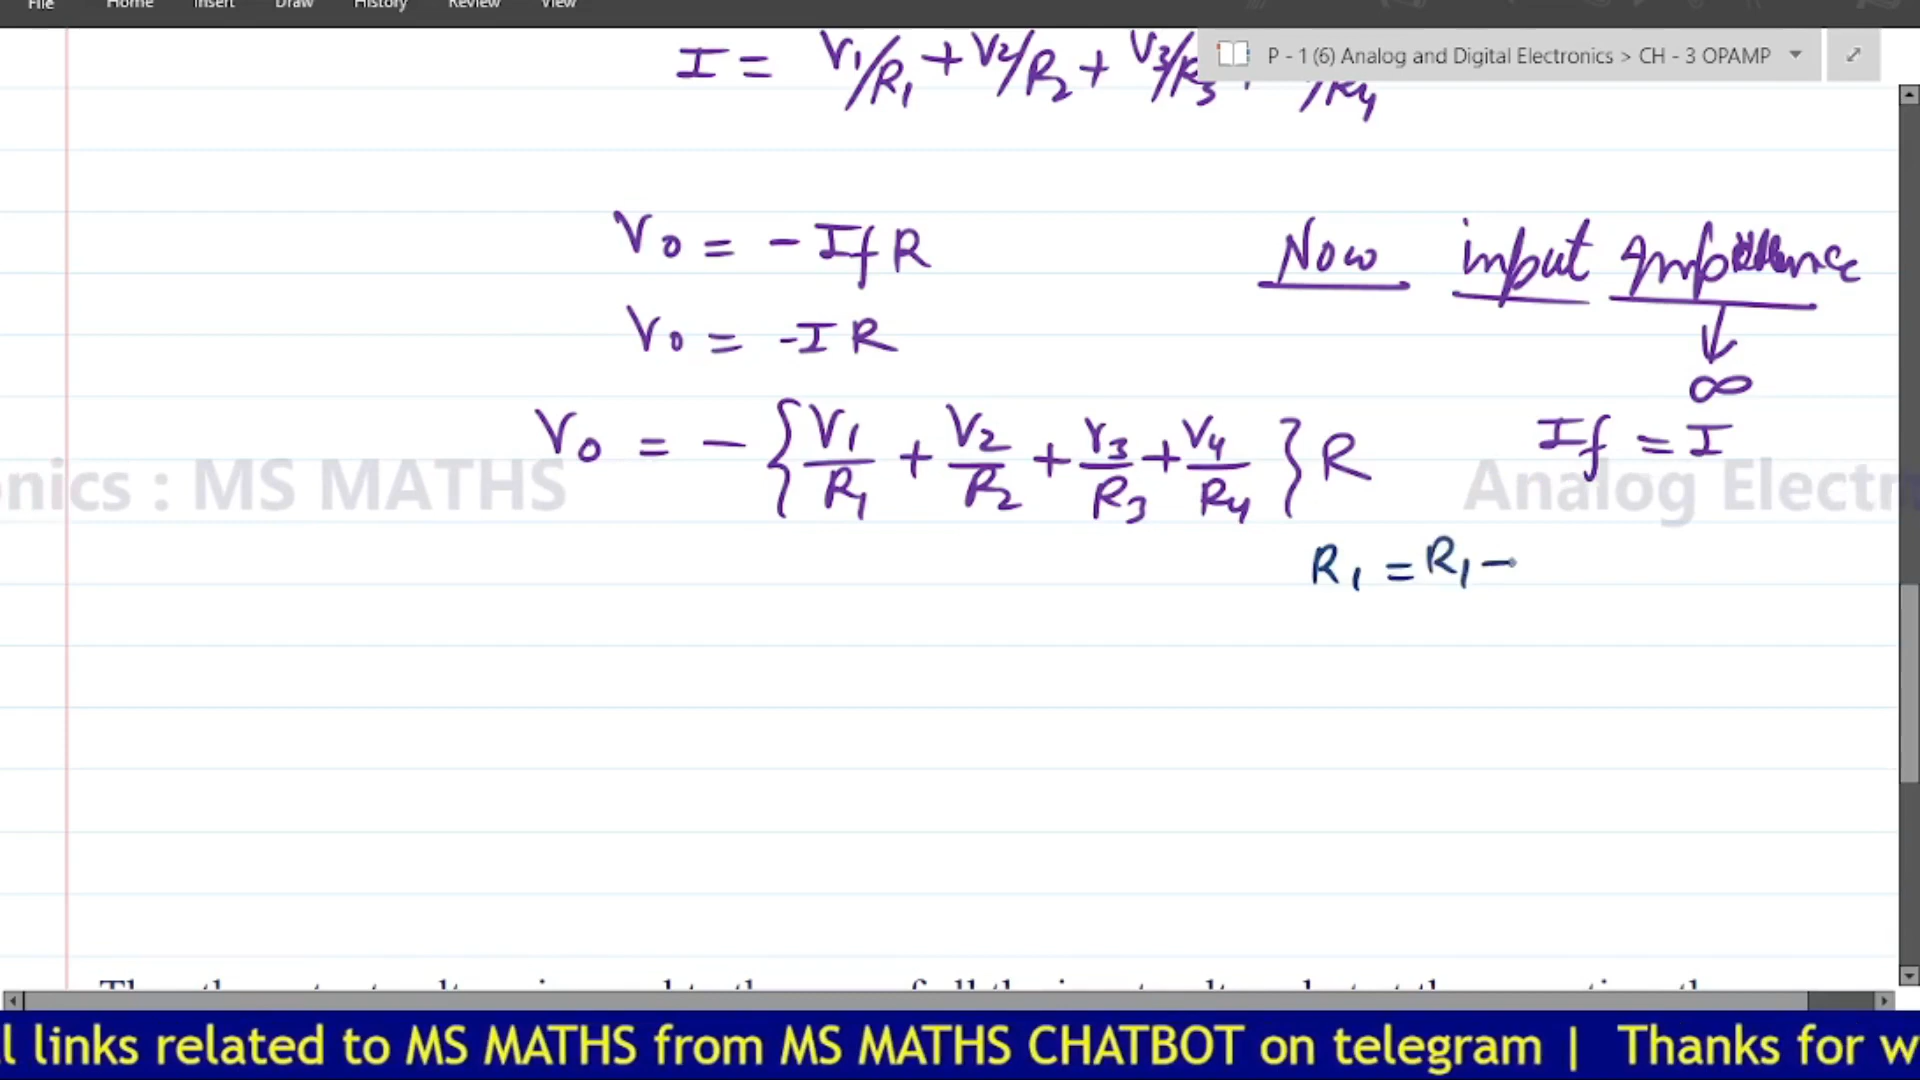 File Home Insert Draw History Review View
P - 1 (6) Analog and Digital Electronics > CH - 3 OPAMP
I = V1/R1 + V2/R2 + V3/R3 /R4
V0 = - If R
Now input Impedance
V0 = -I R
↓
∞
V0 = - { V1/R1 + V2/R2 + V3/R3 + V4/R4 } R
If = I
onics : MS MATHS
Analog Electr
R1 = R1 -
l links related to MS MATHS from MS MATHS CHATBOT on telegram | Thanks for w